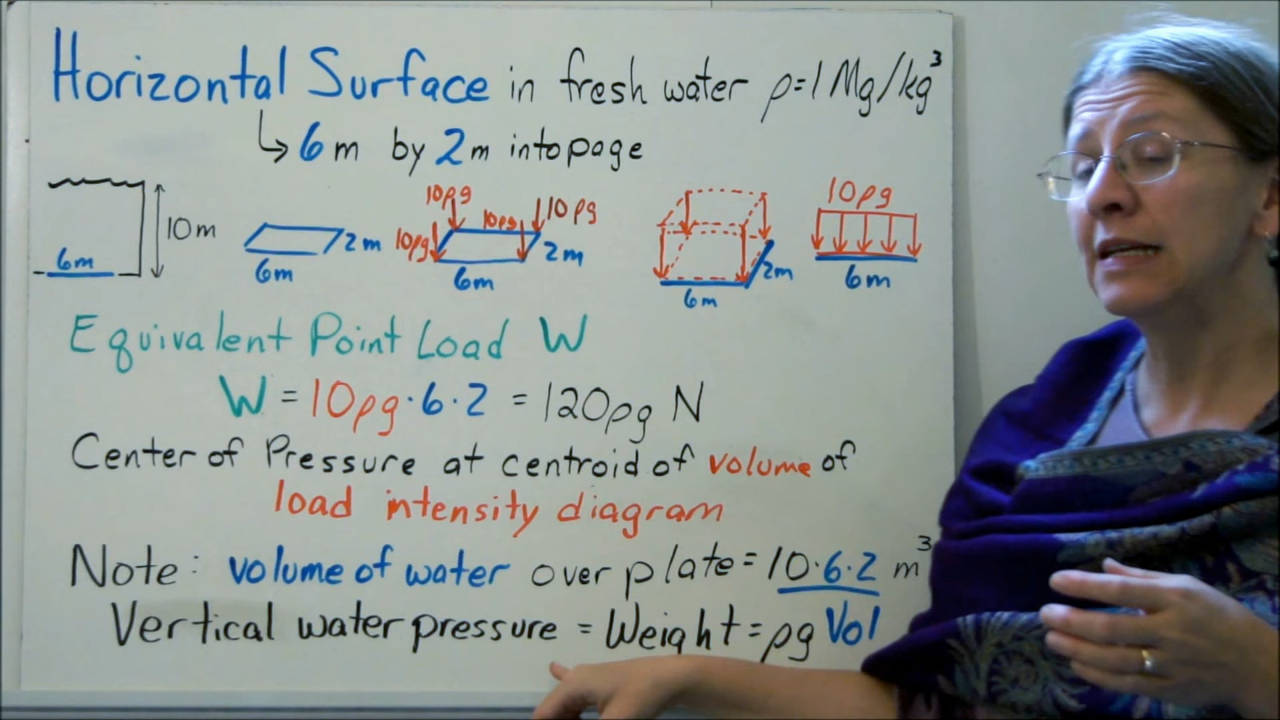 Horizontal Surface in fresh water ρ=1 Mg/kg³
↳ 6m by 2m into page
10m
6m
2m
6m
10ρg
10ρg
10ρg
10ρg
2m
6m
2m
6m
10ρg
6m
Equivalent Point Load W
W = 10ρg·6·2 = 120ρg N
Center of Pressure at centroid of volume of
load intensity diagram
Note: volume of water over plate = 10·6·2 m³
Vertical water pressure = Weight = ρg Vol